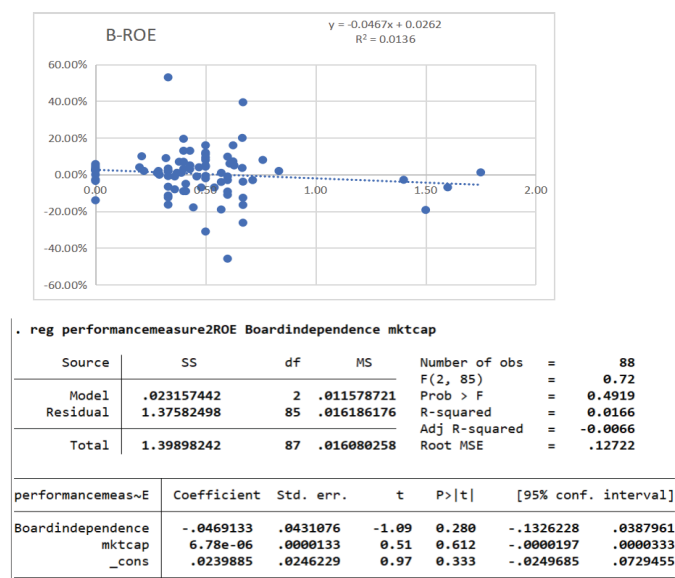 B-ROE
y = -0.0467x + 0.0262
R² = 0.0136
60.00%
40.00%
20.00%
0.00%
0.00 0.50 1.00 1.50 2.00
-20.00%
-40.00%
-60.00%
. reg performancemeasure2ROE Boardindependence mktcap
Source SS df MS Number of obs = 88
F(2, 85) = 0.72
Model .023157442 2 .011578721 Prob > F = 0.4919
Residual 1.37582498 85 .016186176 R-squared = 0.0166
Adj R-squared = -0.0066
Total 1.39898242 87 .016080258 Root MSE = .12722
performancemeas~E Coefficient Std. err. t P>|t| [95% conf. interval]
Boardindependence -.0469133 .0431076 -1.09 0.280 -.1326228 .0387961
mktcap 6.78e-06 .0000133 0.51 0.612 -.0000197 .0000333
_cons .0239885 .0246229 0.97 0.333 -.0249685 .0729455